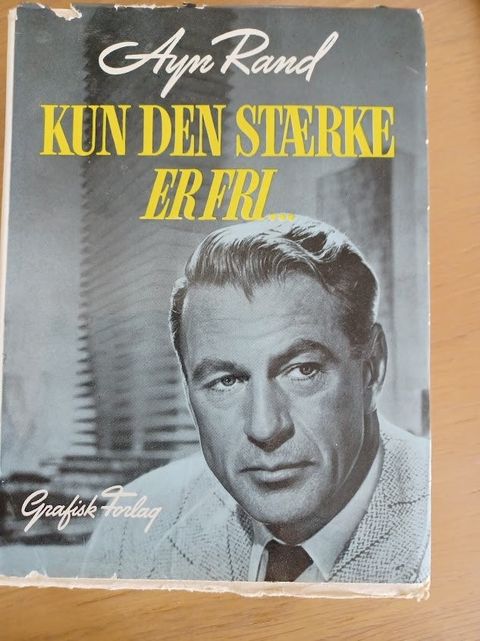 Ayn Rand
KUN DEN STÆRKE
ER FRI...
Grafisk Forlag